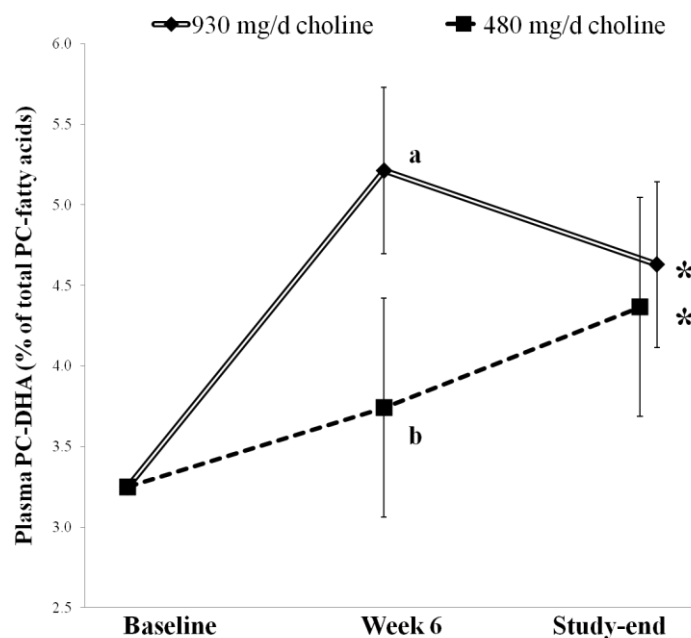 930 mg/d choline 480 mg/d choline
Plasma PC-DHA (% of total PC-fatty acids)
6.0
5.5
5.0
4.5
4.0
3.5
3.0
2.5
a
b
*
*
Baseline Week 6 Study-end